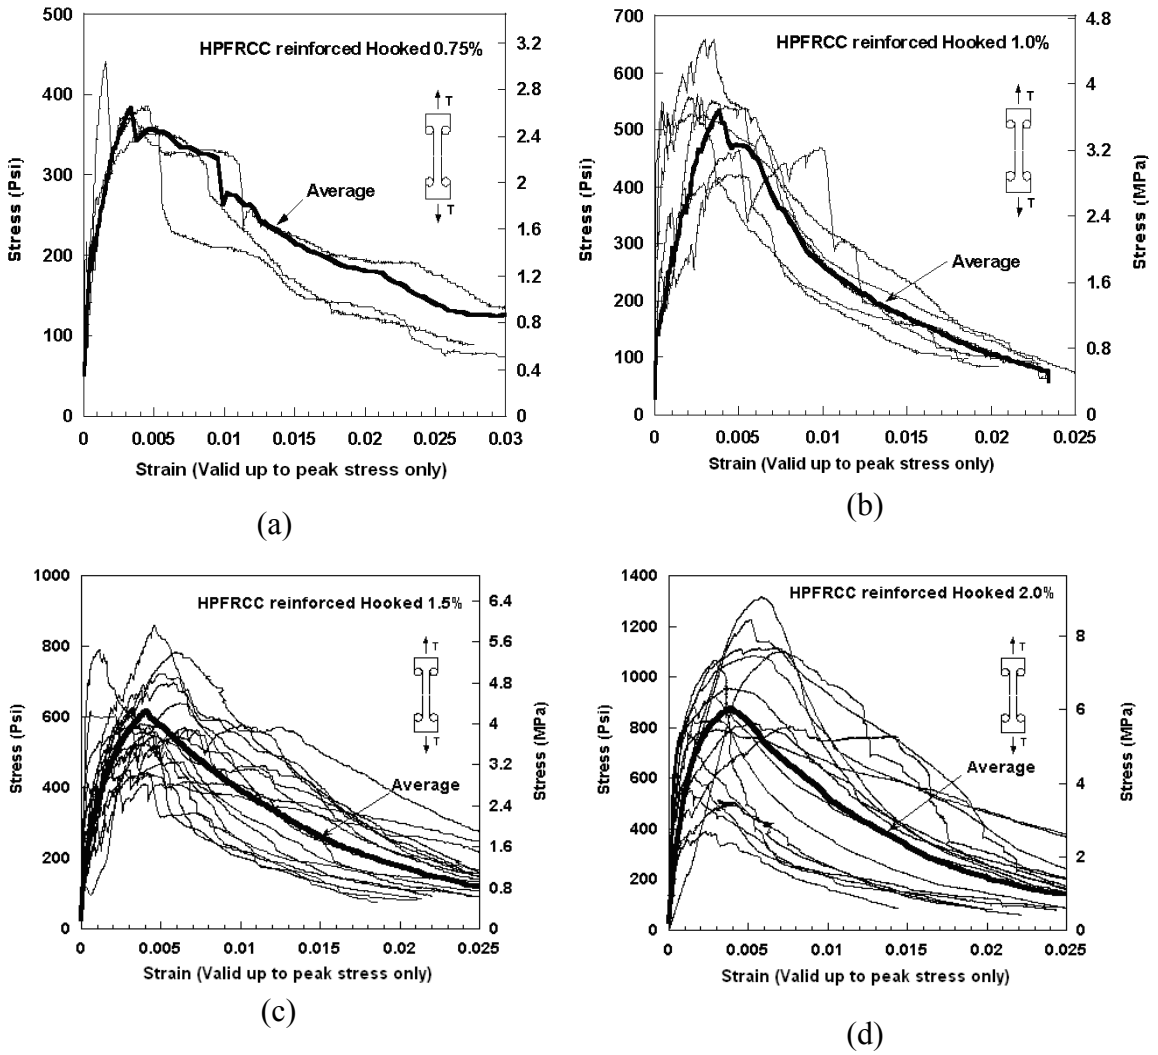 HPFRCC reinforced Hooked 0.75%
Stress (Psi)
500
400
300
200
100
0
3.2
2.8
2.4
2
1.6
1.2
0.8
0.4
0
T
T
Average
0 0.005 0.01 0.015 0.02 0.025 0.03
Strain (Valid up to peak stress only)
(a)
HPFRCC reinforced Hooked 1.0%
Stress (Psi)
700
600
500
400
300
200
100
0
4.8
4
3.2
2.4
1.6
0.8
0
Stress (MPa)
T
T
Average
0 0.005 0.01 0.015 0.02 0.025
Strain (Valid up to peak stress only)
(b)
HPFRCC reinforced Hooked 1.5%
Stress (Psi)
1000
800
600
400
200
0
6.4
5.6
4.8
4
3.2
2.4
1.6
0.8
0
Stress (MPa)
T
T
Average
0 0.005 0.01 0.015 0.02 0.025
Strain (Valid up to peak stress only)
(c)
HPFRCC reinforced Hooked 2.0%
Stress (Psi)
1400
1200
1000
800
600
400
200
0
8
6
4
2
0
Stress (MPa)
T
T
Average
0 0.005 0.01 0.015 0.02 0.025
Strain (Valid up to peak stress only)
(d)